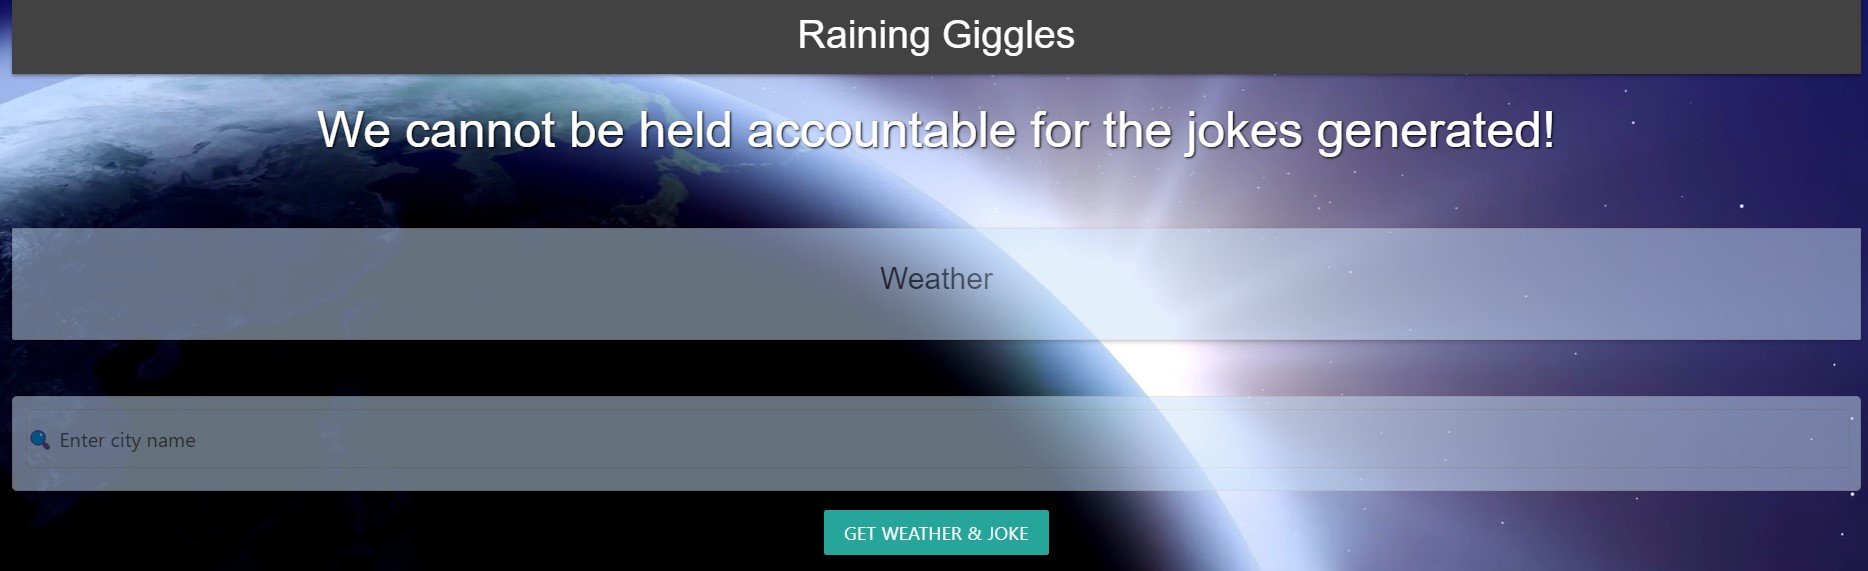 Raining Giggles
We cannot be held accountable for the jokes generated!
Weather
Enter city name
GET WEATHER & JOKE